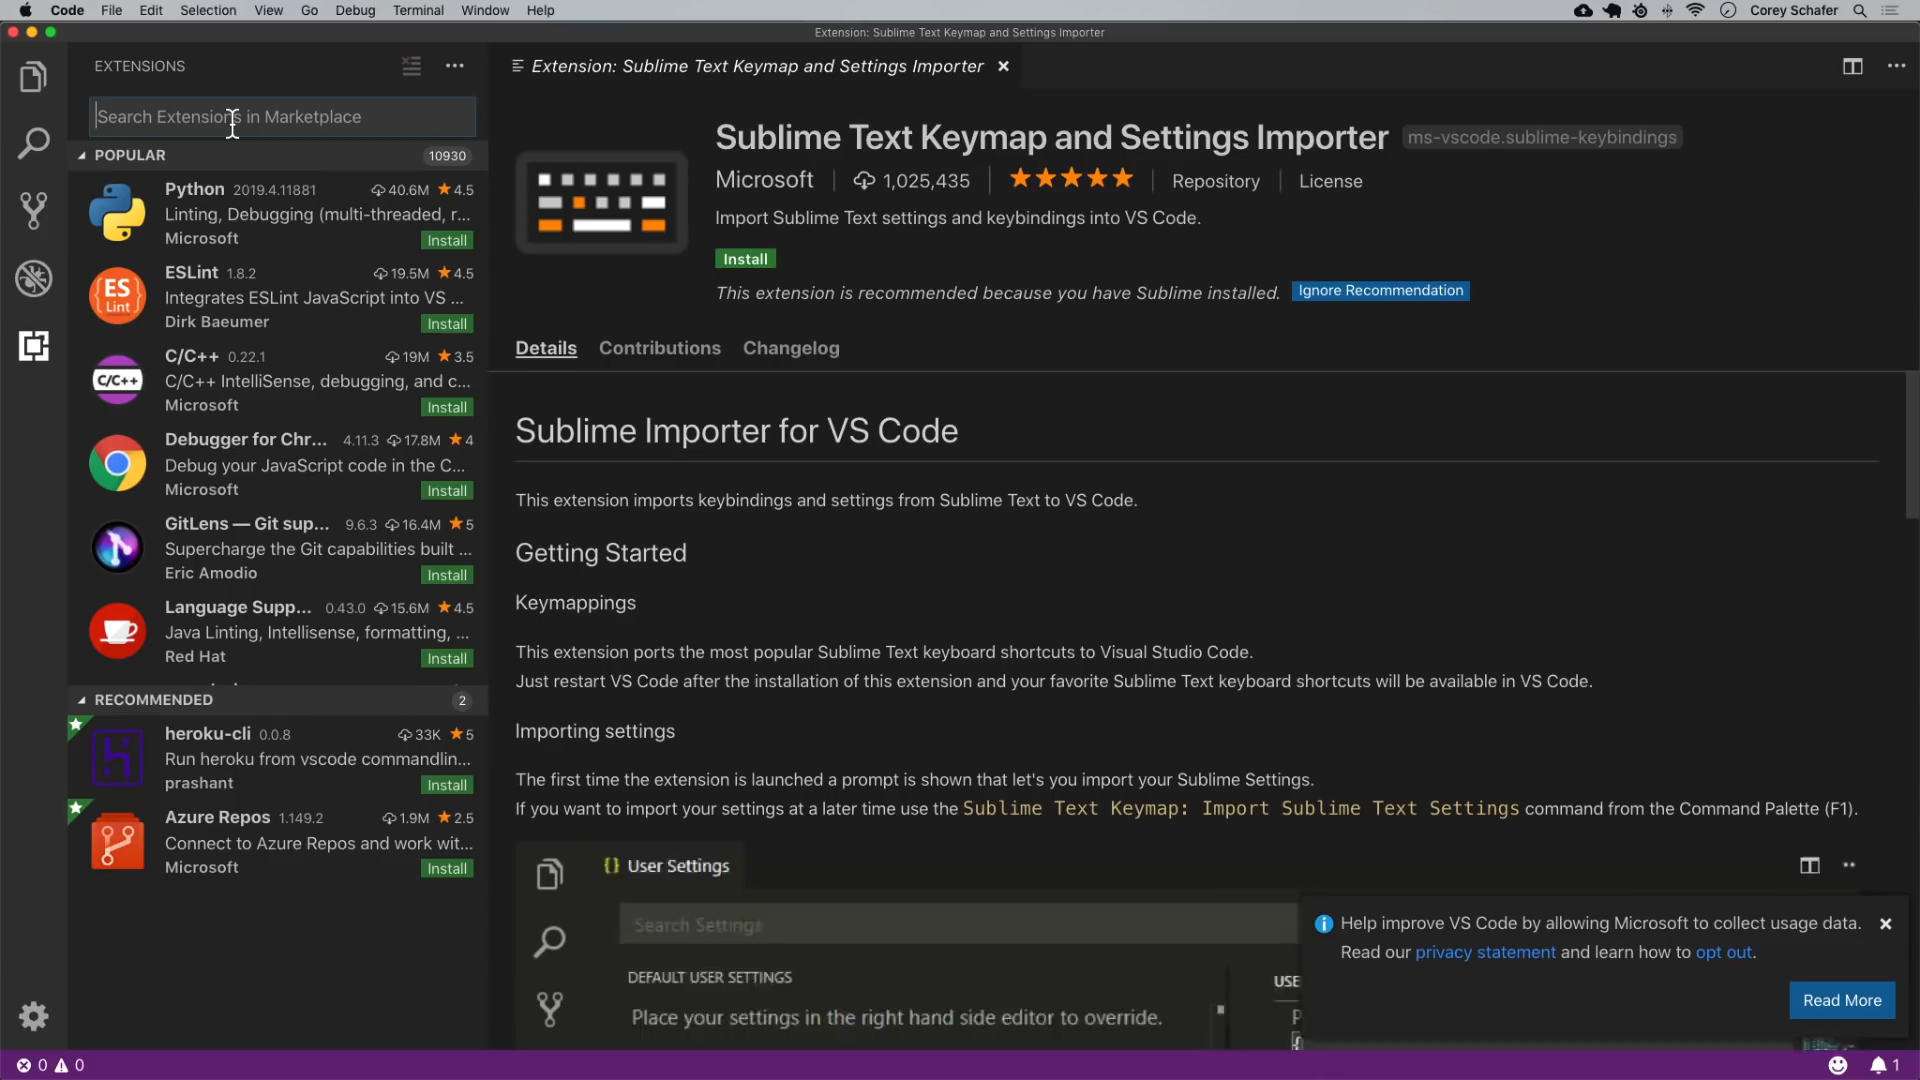 Code File Edit Selection View Go Debug Terminal Window Help
Corey Schafer
Extension: Sublime Text Keymap and Settings Importer
EXTENSIONS
Search Extensions in Marketplace
POPULAR 10930
Python 2019.4.11881 40.6M 4.5
Linting, Debugging (multi-threaded, r...
Microsoft Install
ESLint 1.8.2 19.5M 4.5
Integrates ESLint JavaScript into VS ...
Dirk Baeumer Install
ES
Lint
C/C++ 0.22.1 19M 3.5
C/C++ IntelliSense, debugging, and c...
Microsoft Install
C/C++
Debugger for Chr... 4.11.3 17.8M 4
Debug your JavaScript code in the C...
Microsoft Install
GitLens — Git sup... 9.6.3 16.4M 5
Supercharge the Git capabilities built ...
Eric Amodio Install
Language Supp... 0.43.0 15.6M 4.5
Java Linting, Intellisense, formatting, ...
Red Hat Install
RECOMMENDED 2
heroku-cli 0.0.8 33K 5
Run heroku from vscode commandlin...
prashant Install
Azure Repos 1.149.2 1.9M 2.5
Connect to Azure Repos and work wit...
Microsoft Install
0 0
Extension: Sublime Text Keymap and Settings Importer
Sublime Text Keymap and Settings Importer ms-vscode.sublime-keybindings
Microsoft 1,025,435 Repository License
Import Sublime Text settings and keybindings into VS Code.
Install
This extension is recommended because you have Sublime installed. Ignore Recommendation
Details Contributions Changelog
Sublime Importer for VS Code
This extension imports keybindings and settings from Sublime Text to VS Code.
Getting Started
Keymappings
This extension ports the most popular Sublime Text keyboard shortcuts to Visual Studio Code.
Just restart VS Code after the installation of this extension and your favorite Sublime Text keyboard shortcuts will be available in VS Code.
Importing settings
The first time the extension is launched a prompt is shown that let's you import your Sublime Settings.
If you want to import your settings at a later time use the Sublime Text Keymap: Import Sublime Text Settings command from the Command Palette (F1).
{} User Settings
Search Settings
DEFAULT USER SETTINGS
USE
Place your settings in the right hand side editor to override.
P
{
Help improve VS Code by allowing Microsoft to collect usage data.
Read our privacy statement and learn how to opt out.
Read More
1